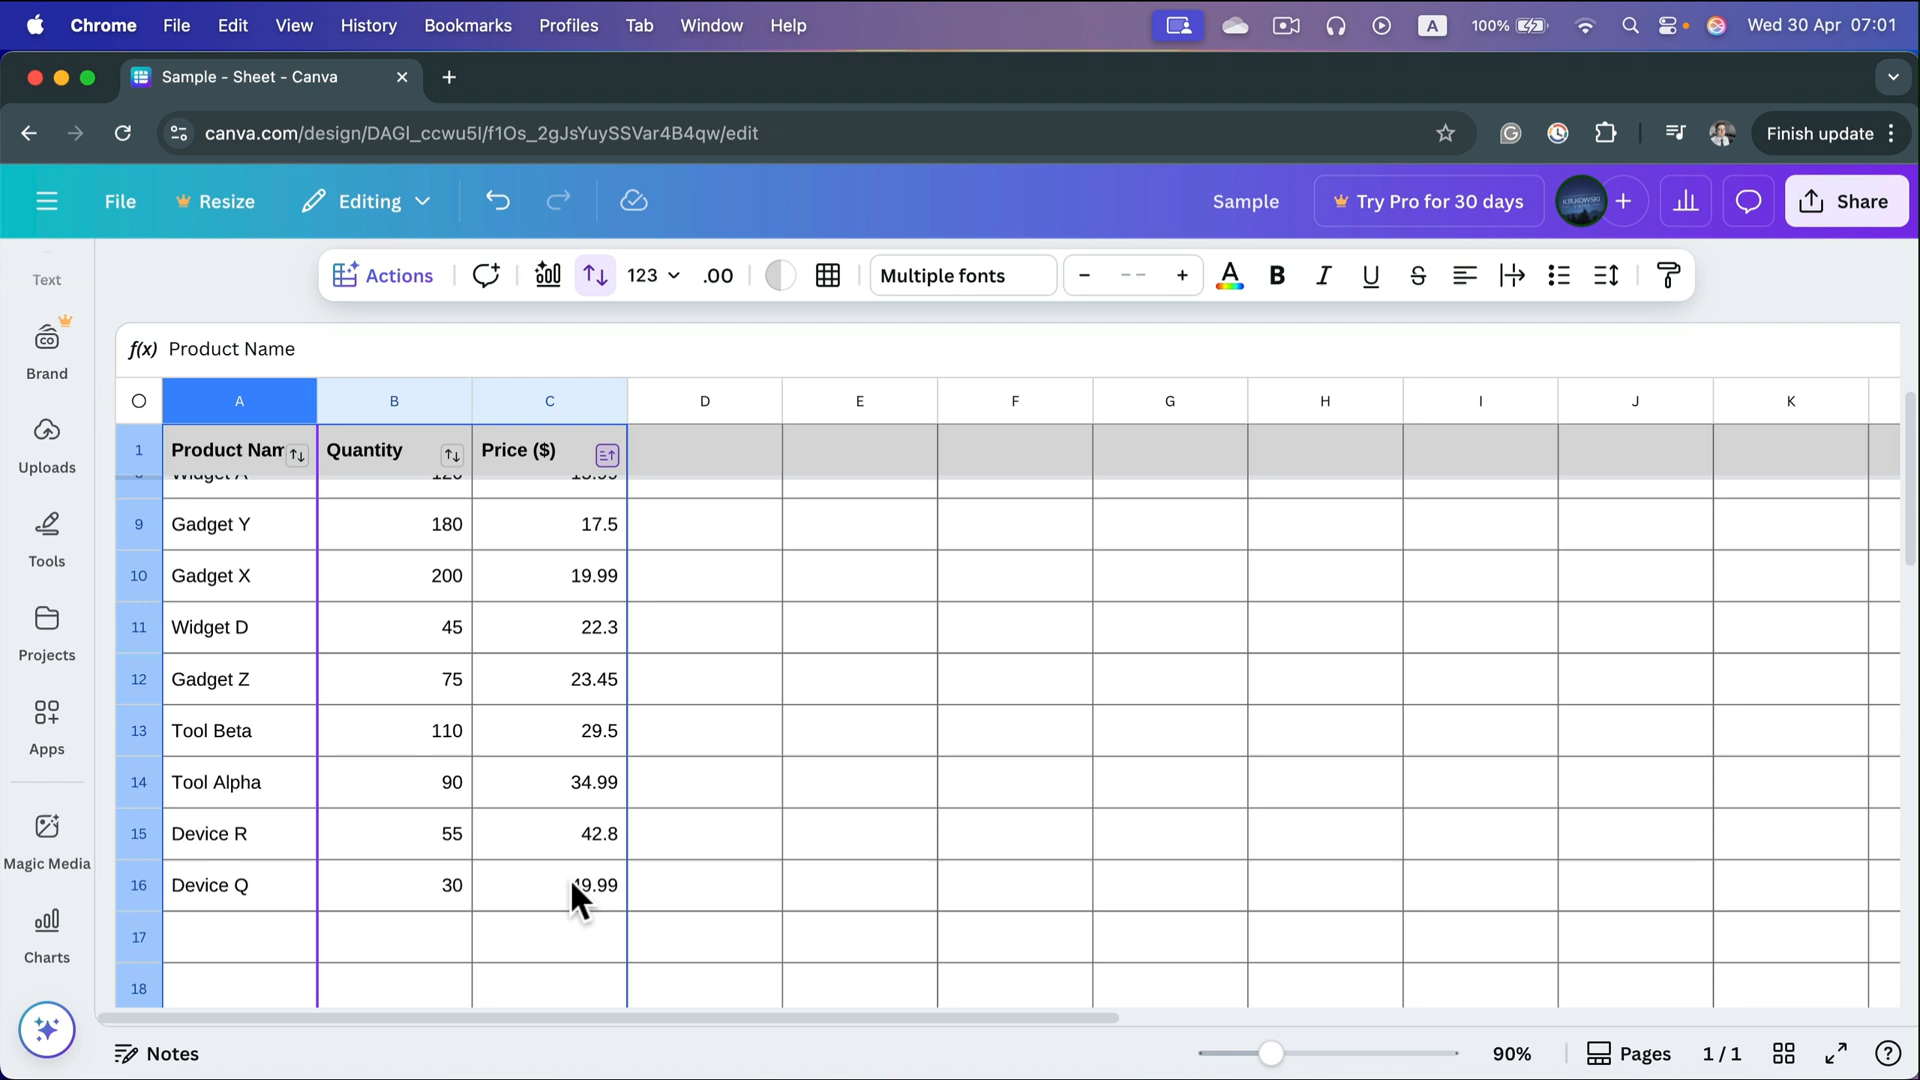 Chrome File Edit View History Bookmarks Profiles Tab Window Help A 100% Wed 30 Apr 07:01
Sample - Sheet - Canva
canva.com/design/DAGI_ccwu5I/f1Os_2gJsYuySSVar4B4qw/edit Finish update
File Resize Editing Sample Try Pro for 30 days Share
Text
Actions 123 .00 Multiple fonts - -- + A B I U S
Brand
Uploads
Tools
Projects
Apps
Magic Media
Charts
f(x) Product Name
A B C D E F G H I J K
1 Product Nam Quantity Price ($)
9 Gadget Y 180 17.5
10 Gadget X 200 19.99
11 Widget D 45 22.3
12 Gadget Z 75 23.45
13 Tool Beta 110 29.5
14 Tool Alpha 90 34.99
15 Device R 55 42.8
16 Device Q 30 49.99
17
18
Notes 90% Pages 1 / 1